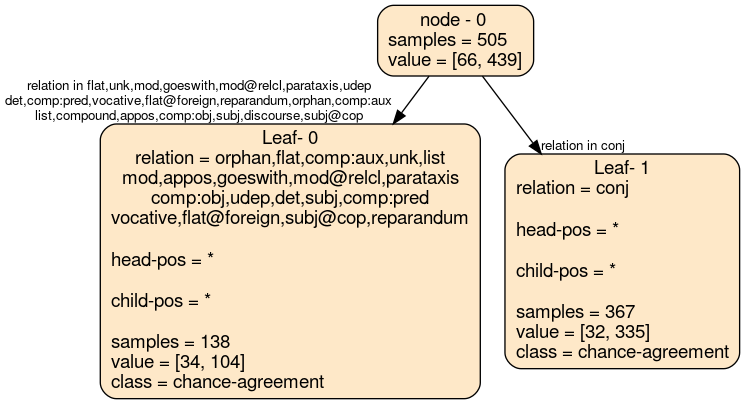 node - 0
samples = 505
value = [66, 439]
relation in flat,unk,mod,goeswith,mod@relcl,parataxis,udep
det,comp:pred,vocative,flat@foreign,reparandum,orphan,comp:aux
list,compound,appos,comp:obj,subj,discourse,subj@cop
relation in conj
Leaf- 0
relation = orphan,flat,comp:aux,unk,list
mod,appos,goeswith,mod@relcl,parataxis
comp:obj,udep,det,subj,comp:pred
vocative,flat@foreign,subj@cop,reparandum
head-pos = *
child-pos = *
samples = 138
value = [34, 104]
class = chance-agreement
Leaf- 1
relation = conj
head-pos = *
child-pos = *
samples = 367
value = [32, 335]
class = chance-agreement